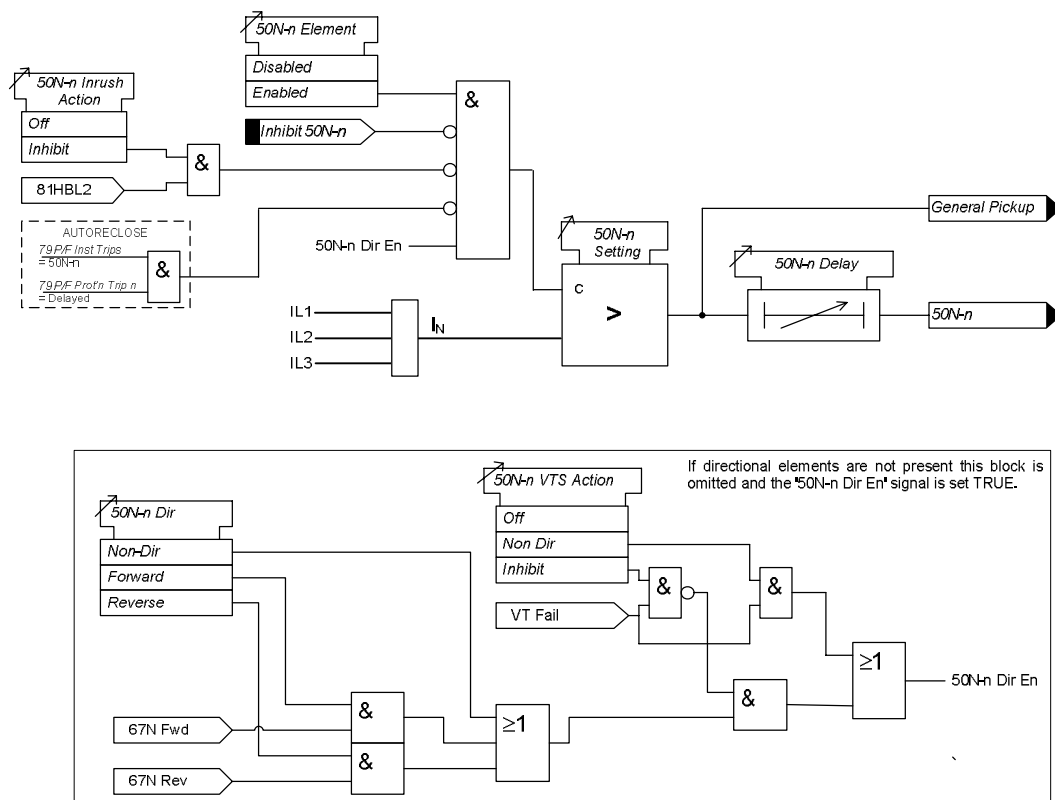 50N-n Element
Disabled
Enabled
50N-n Inrush
Action
Off
Inhibit
81HBL2
Inhibit 50N-n
&
&
AUTORECLOSE
79 P/F Inst Trips
= 50N-n
79 P/F Prot'n Trip n
= Delayed
&
50N-n Dir En
50N-n
Setting
c
>
IL1
IL2
IL3
IN
General Pickup
50N-n Delay
50N-n
If directional elements are not present this block is
omitted and the "50N-n Dir En" signal is set TRUE.
50N-n Dir
Non-Dir
Forward
Reverse
50N-n VTS Action
Off
Non Dir
Inhibit
VT Fail
&
&
≥1
50N-n Dir En
&
67N Fwd
&
≥1
67N Rev
&